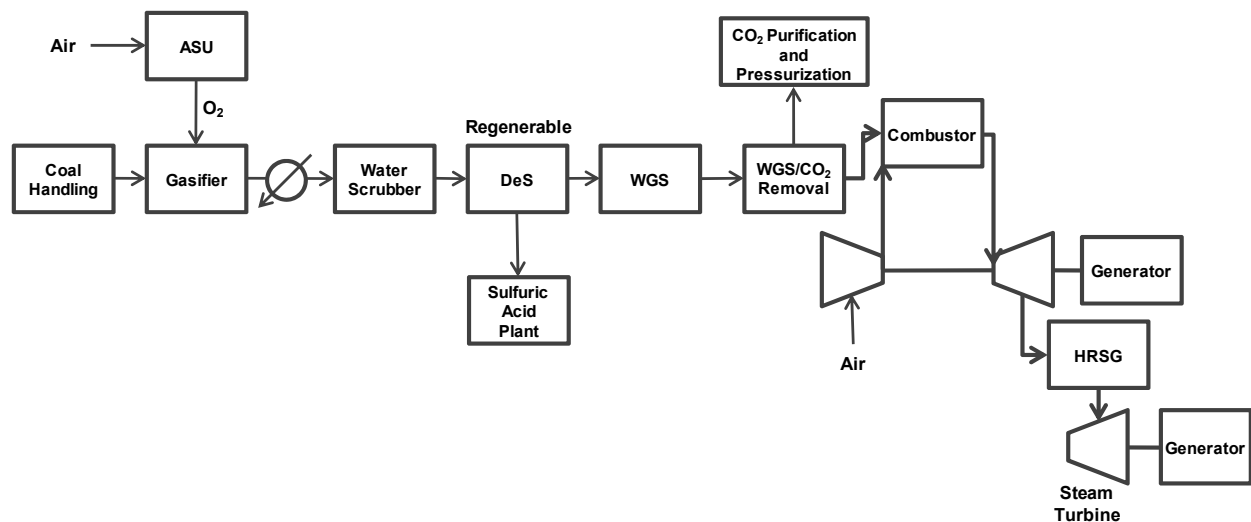 Air
ASU
O₂
Coal
Handling
Gasifier
Water
Scrubber
Regenerable
DeS
Sulfuric
Acid
Plant
WGS
WGS/CO₂
Removal
CO₂ Purification
and
Pressurization
Combustor
Air
Generator
HRSG
Steam
Turbine
Generator